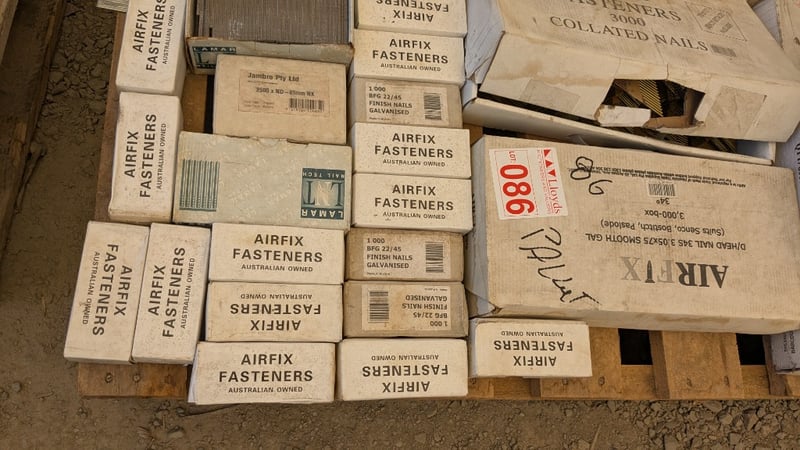 AIRFIX
FASTENERS
AUSTRALIAN OWNED
AIRFIX
FASTENERS
AUSTRALIAN OWNED
LAMAR
Jambro Pty Ltd
AIRFIX
AIRFIX
FASTENERS
AUSTRALIAN OWNED
1 000
BFG 22/45
FINISH NAILS
GALVANISED
AIRFIX
FASTENERS
AUSTRALIAN OWNED
AIRFIX
FASTENERS
AUSTRALIAN OWNED
FASTENERS
3000
COLLATED NAILS
LAMAR
NAIL TECH
LOT:
086
Lloyds
086
PALLET
34º
3,000-box
(Suits Senco, Bostitch, Paslode)
D/HEAD NAIL 34S 3.05X75 SMOOTH GAL
AIRFIX
AIRFIX
FASTENERS
AUSTRALIAN OWNED
AIRFIX
FASTENERS
AUSTRALIAN OWNED
AIRFIX
FASTENERS
AUSTRALIAN OWNED
1 000
BFG 22/45
FINISH NAILS
GALVANISED
AIRFIX
FASTENERS
AUSTRALIAN OWNED
1 000
BFG 22/45
FINISH NAILS
GALVANISED
AIRFIX
FASTENERS
AUSTRALIAN OWNED
AIRFIX
FASTENERS
AUSTRALIAN OWNED
AIRFIX
FASTENERS
AUSTRALIAN OWNED